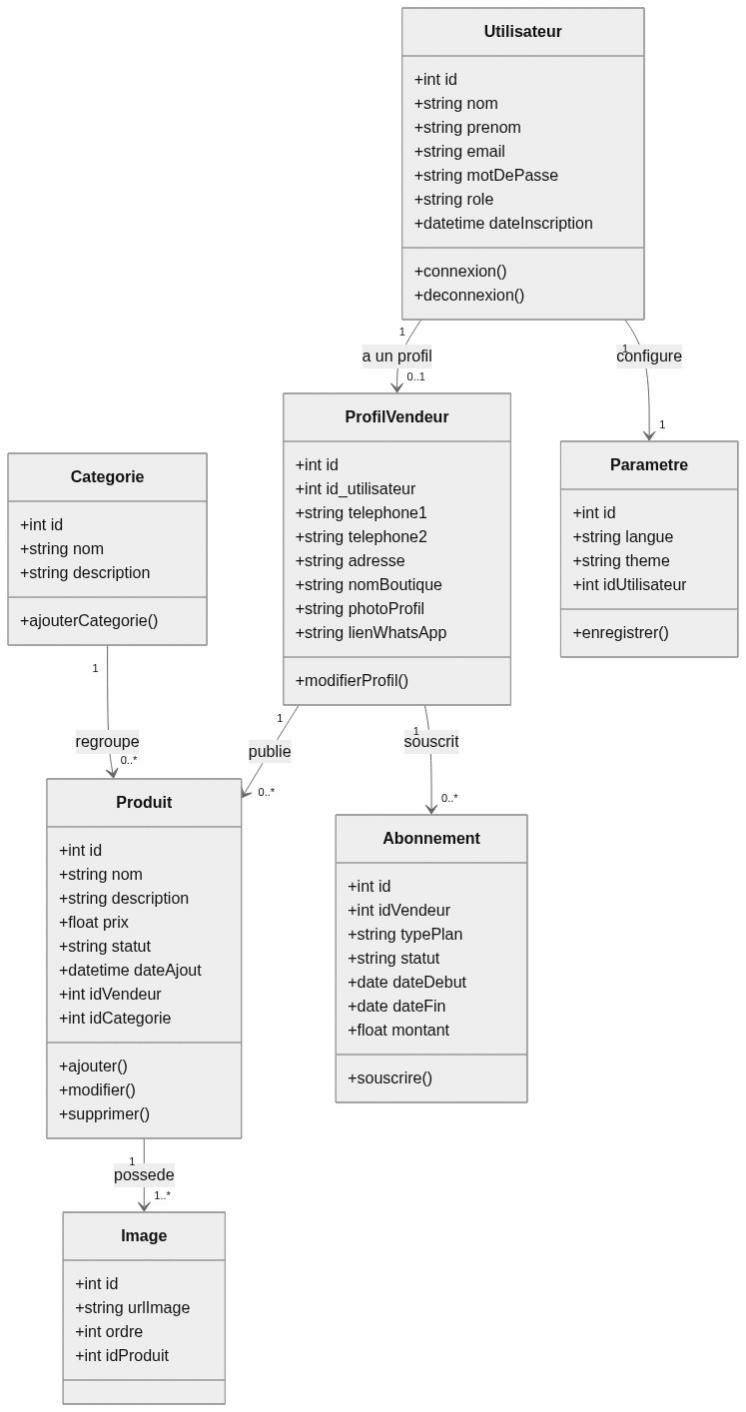 Utilisateur
+int id
+string nom
+string prenom
+string email
+string motDePasse
+string role
+datetime dateInscription
+connexion()
+deconnexion()
1
a un profil
0..1
1
configure
1
ProfilVendeur
+int id
+int id_utilisateur
+string telephone1
+string telephone2
+string adresse
+string nomBoutique
+string photoProfil
+string lienWhatsApp
+modifierProfil()
Parametre
+int id
+string langue
+string theme
+int idUtilisateur
+enregistrer()
Categorie
+int id
+string nom
+string description
+ajouterCategorie()
1
regroupe
0..*
1
publie
0..*
1
souscrit
0..*
Produit
+int id
+string nom
+string description
+float prix
+string statut
+datetime dateAjout
+int idVendeur
+int idCategorie
+ajouter()
+modifier()
+supprimer()
Abonnement
+int id
+int idVendeur
+string typePlan
+string statut
+date dateDebut
+date dateFin
+float montant
+souscrire()
1
possede
1..*
Image
+int id
+string urlImage
+int ordre
+int idProduit